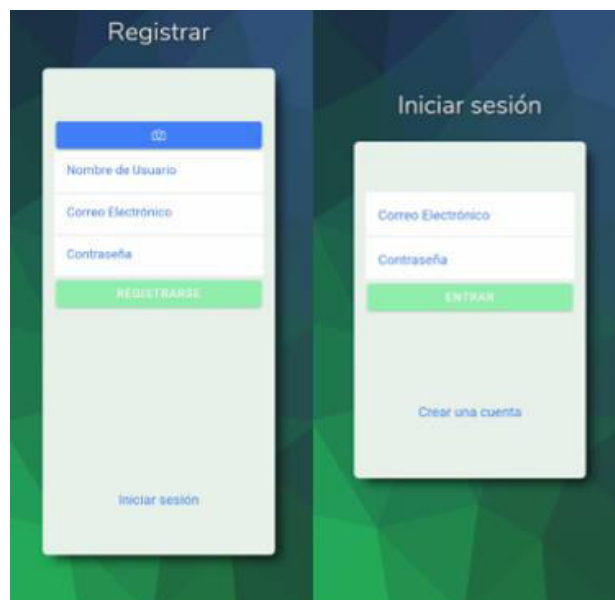 Registrar
Nombre de Usuario
Correo Electrónico
Contraseña
REGISTRARSE
Iniciar sesión
Iniciar sesión
Correo Electrónico
Contraseña
ENTRAR
Crear una cuenta